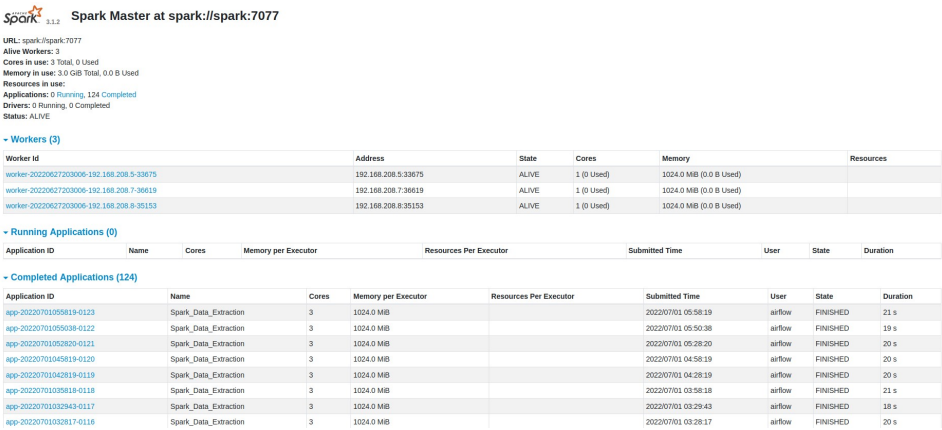 APACHE
Spark 3.1.2 Spark Master at spark://spark:7077
URL: spark://spark:7077
Alive Workers: 3
Cores in use: 3 Total, 0 Used
Memory in use: 3.0 GiB Total, 0.0 B Used
Resources in use:
Applications: 0 Running, 124 Completed
Drivers: 0 Running, 0 Completed
Status: ALIVE
Workers (3)
Worker Id Address State Cores Memory Resources
worker-20220627203006-192.168.208.5-33675 192.168.208.5:33675 ALIVE 1 (0 Used) 1024.0 MiB (0.0 B Used)
worker-20220627203006-192.168.208.7-36619 192.168.208.7:36619 ALIVE 1 (0 Used) 1024.0 MiB (0.0 B Used)
worker-20220627203006-192.168.208.8-35153 192.168.208.8:35153 ALIVE 1 (0 Used) 1024.0 MiB (0.0 B Used)
Running Applications (0)
Application ID Name Cores Memory per Executor Resources Per Executor Submitted Time User State Duration
Completed Applications (124)
Application ID Name Cores Memory per Executor Resources Per Executor Submitted Time User State Duration
app-20220701055819-0123 Spark_Data_Extraction 3 1024.0 MiB 2022/07/01 05:58:19 airflow FINISHED 21 s
app-20220701055038-0122 Spark_Data_Extraction 3 1024.0 MiB 2022/07/01 05:50:38 airflow FINISHED 19 s
app-20220701052820-0121 Spark_Data_Extraction 3 1024.0 MiB 2022/07/01 05:28:20 airflow FINISHED 20 s
app-20220701045819-0120 Spark_Data_Extraction 3 1024.0 MiB 2022/07/01 04:58:19 airflow FINISHED 20 s
app-20220701042819-0119 Spark_Data_Extraction 3 1024.0 MiB 2022/07/01 04:28:19 airflow FINISHED 20 s
app-20220701035818-0118 Spark_Data_Extraction 3 1024.0 MiB 2022/07/01 03:58:18 airflow FINISHED 21 s
app-20220701032943-0117 Spark_Data_Extraction 3 1024.0 MiB 2022/07/01 03:29:43 airflow FINISHED 18 s
app-20220701032817-0116 Spark_Data_Extraction 3 1024.0 MiB 2022/07/01 03:28:17 airflow FINISHED 20 s